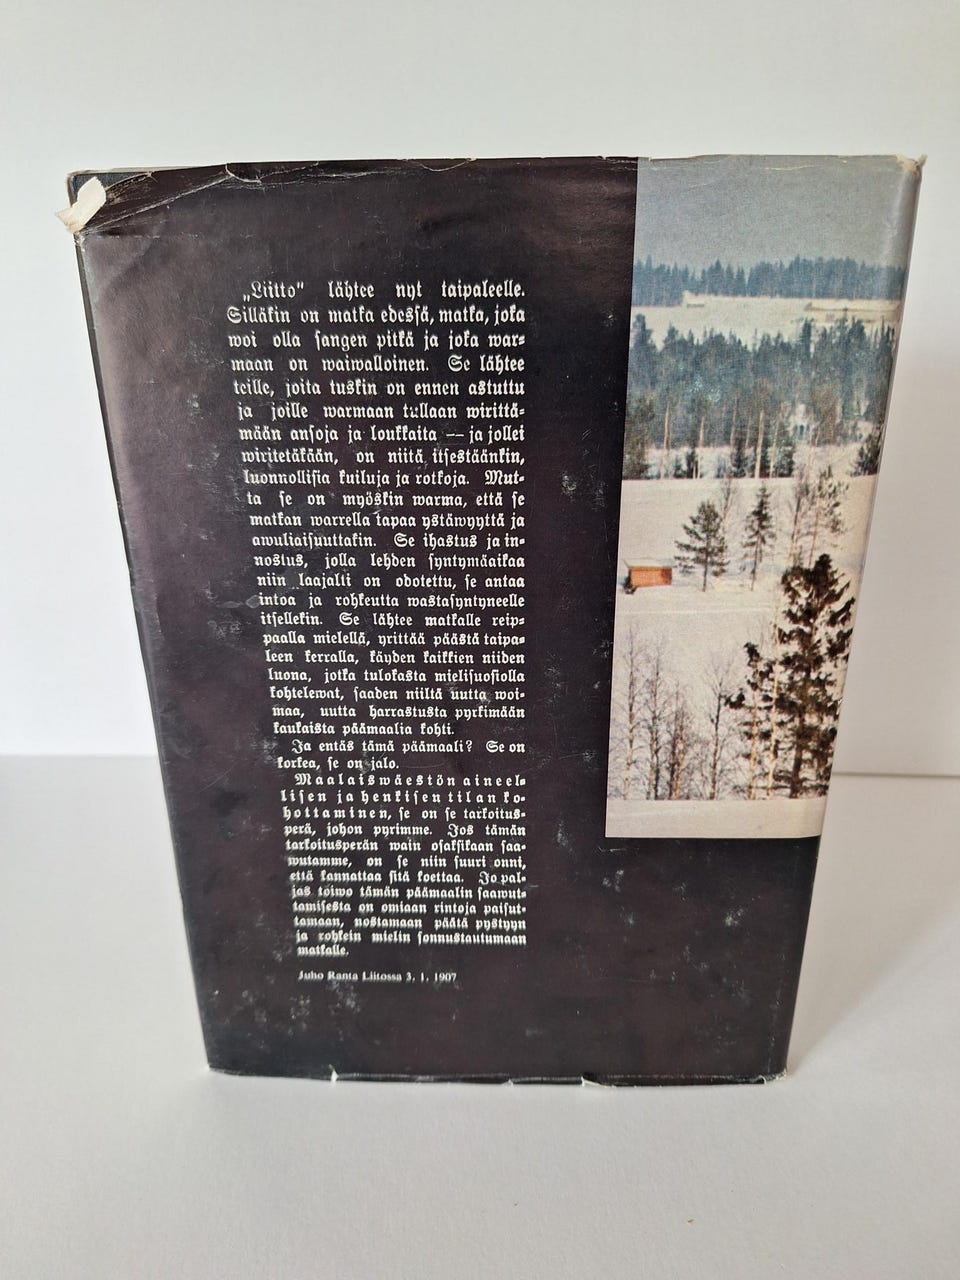 „Liitto" lähtee nyt taipaleelle.
Silläkin on matka edessä, matka, joka
woi olla sangen pitkä ja joka war-
maan on waiwalloinen. Se lähtee
teille, joita tuskin on ennen astuttu
ja joille warmaan tullaan wirittä-
mään ansoja ja loukkaita — ja jollei
wiritetäkään, on niitä itsestäänkin,
luonnollisia kuiluja ja rotkoja. Mut-
ta se on myöskin warma, että se
matkan warrella tapaa ystäwyyttä ja
awuliaisuuttakin. Se ihastus ja in-
nostus, jolla lehden syntymäaikaa
niin laajalti on odotettu, se antaa
intoa ja rohkeutta wastasyntyneelle
itsellekin. Se lähtee matkalle reip-
paalla mielellä, yrittää päästä taipa-
leen kerralla, käyden kaikkien niiden
luona, jotka tulokasta mielisuosiolla
kohtelewat, saaden niiltä uutta woi-
maa, uutta harrastusta pyrkimään
kaukaista päämaalia kohti.
Ja entäs tämä päämaali? Se on
korkea, se on jalo.
Maalaiswäestön aineel-
lisen ja henkisen tilan ko-
hottaminen, se on se tarkoitus-
perä, johon pyrimme. Jos tämän
tarkoitusperän wain osaksikaan saa-
wutamme, on se niin suuri onni,
että kannattaa sitä koettaa. Jo pal-
jas toiwo tämän päämaalin saawut-
tamisesta on omiaan rintoja paisut-
tamaan, nostamaan päätä pystyyn
ja rohkein mielin sonnustautumaan
matkalle.
Juho Ranta Liitossa 3. 1. 1907